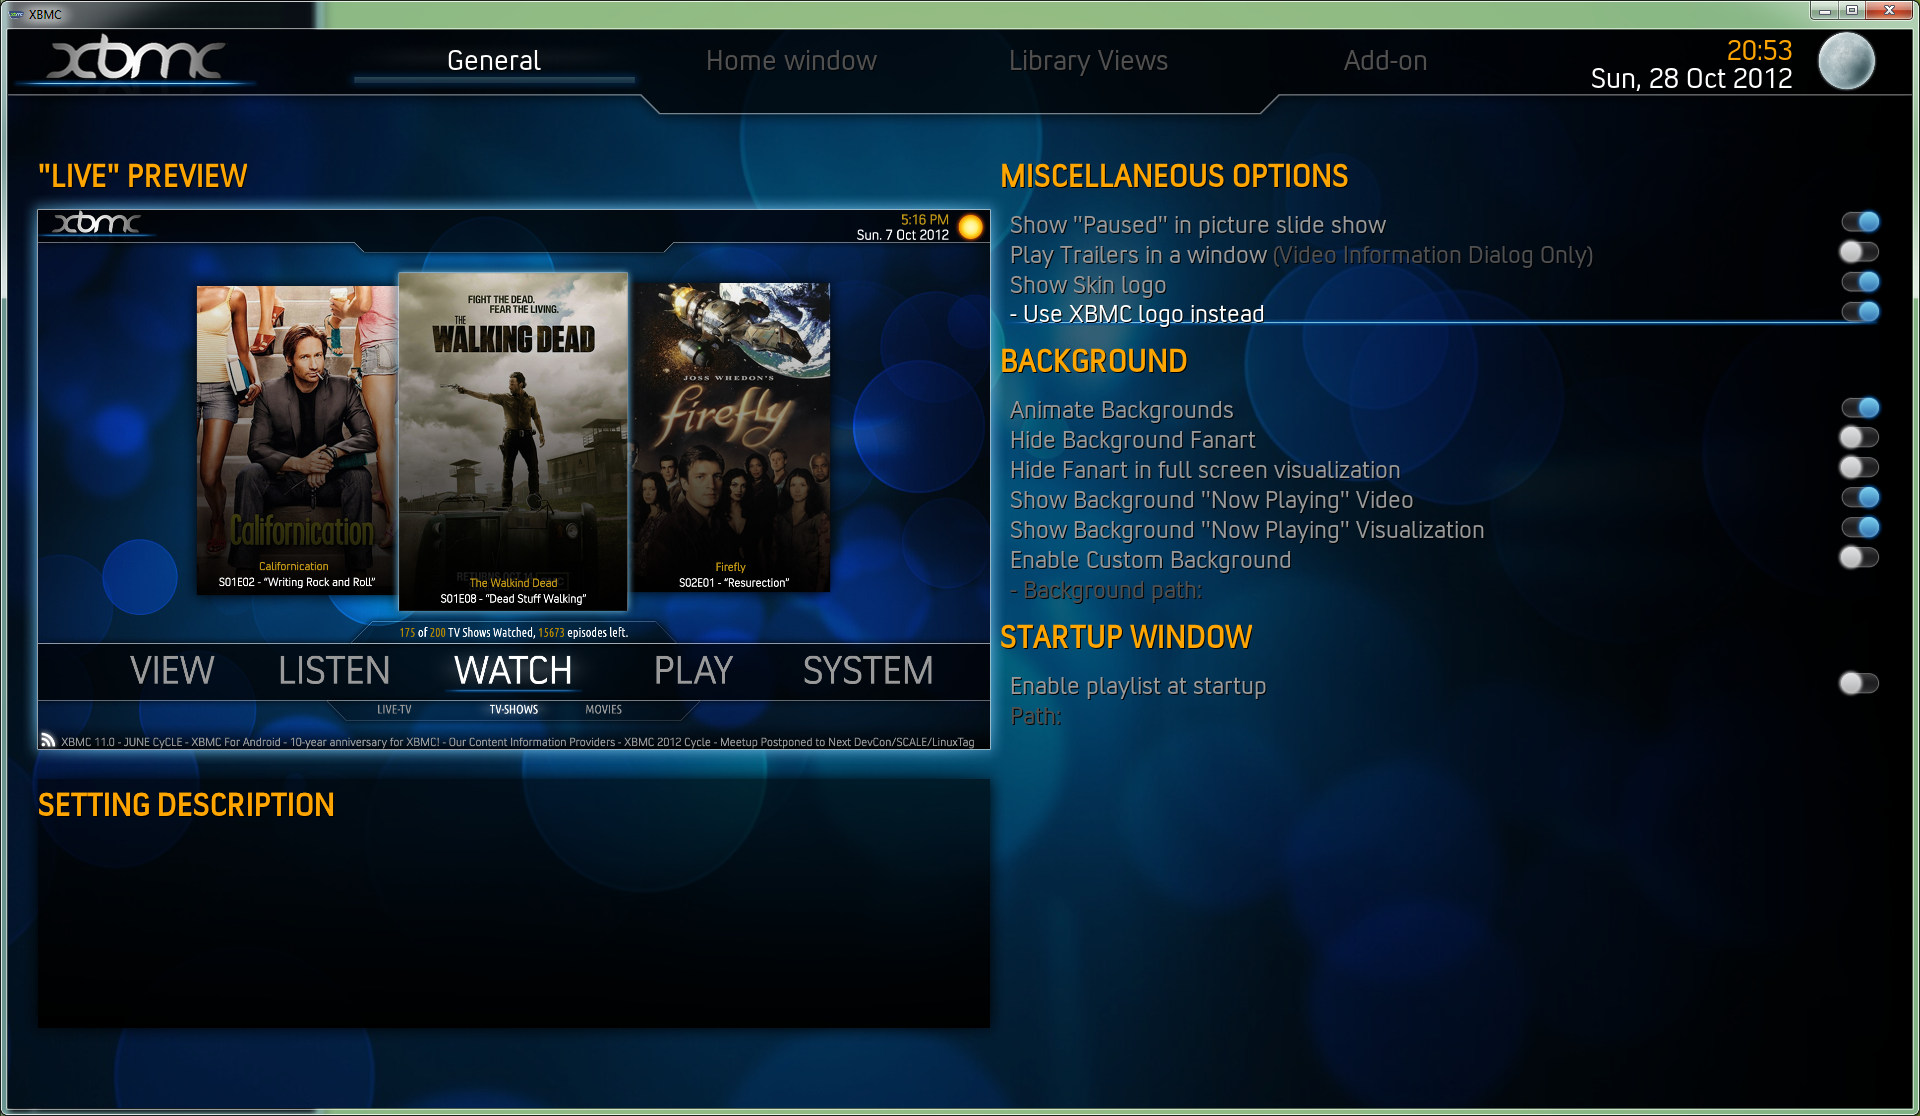 XBMC
xbmc
General
Home window
Library Views
Add-on
20:53
Sun, 28 Oct 2012
"LIVE" PREVIEW
xbmc
5:16 PM
Sun. 7 Oct 2012
Californication
Californication
S01E02 - "Writing Rock and Roll"
FIGHT THE DEAD.
FEAR THE LIVING.
THE
WALKING DEAD
The Walkind Dead
S01E08 - "Dead Stuff Walking"
JOSS WHEDON'S
firefly
Firefly
S02E01 - "Resurection"
175 of 200 TV Shows Watched, 15673 episodes left.
VIEW
LISTEN
WATCH
PLAY
SYSTEM
LIVE-TV
TV-SHOWS
MOVIES
XBMC 11.0 - JUNE CyCLE - XBMC For Android - 10-year anniversary for XBMC! - Our Content Information Providers - XBMC 2012 Cycle - Meetup Postponed to Next DevCon/SCALE/LinuxTag
SETTING DESCRIPTION
MISCELLANEOUS OPTIONS
Show "Paused" in picture slide show
Play Trailers in a window (Video Information Dialog Only)
Show Skin logo
- Use XBMC logo instead
BACKGROUND
Animate Backgrounds
Hide Background Fanart
Hide Fanart in full screen visualization
Show Background "Now Playing" Video
Show Background "Now Playing" Visualization
Enable Custom Background
- Background path:
STARTUP WINDOW
Enable playlist at startup
Path: